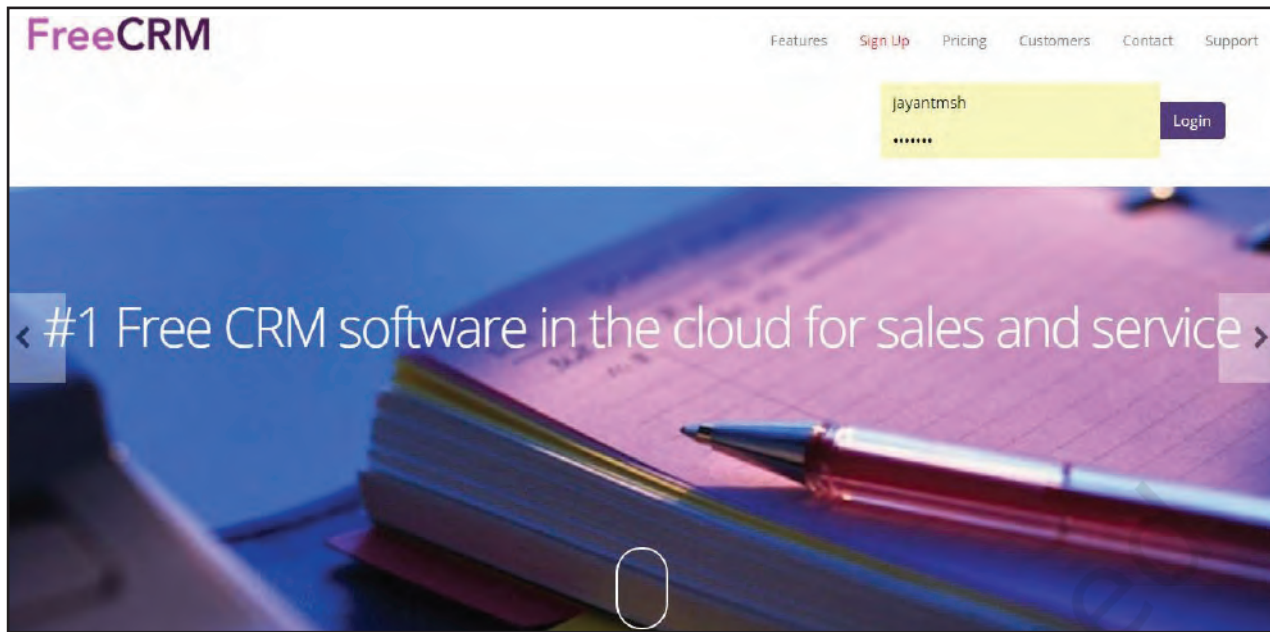 FreeCRM
Features Sign Up Pricing Customers Contact Support
jayantmsh
•••••••
Login
#1 Free CRM software in the cloud for sales and service